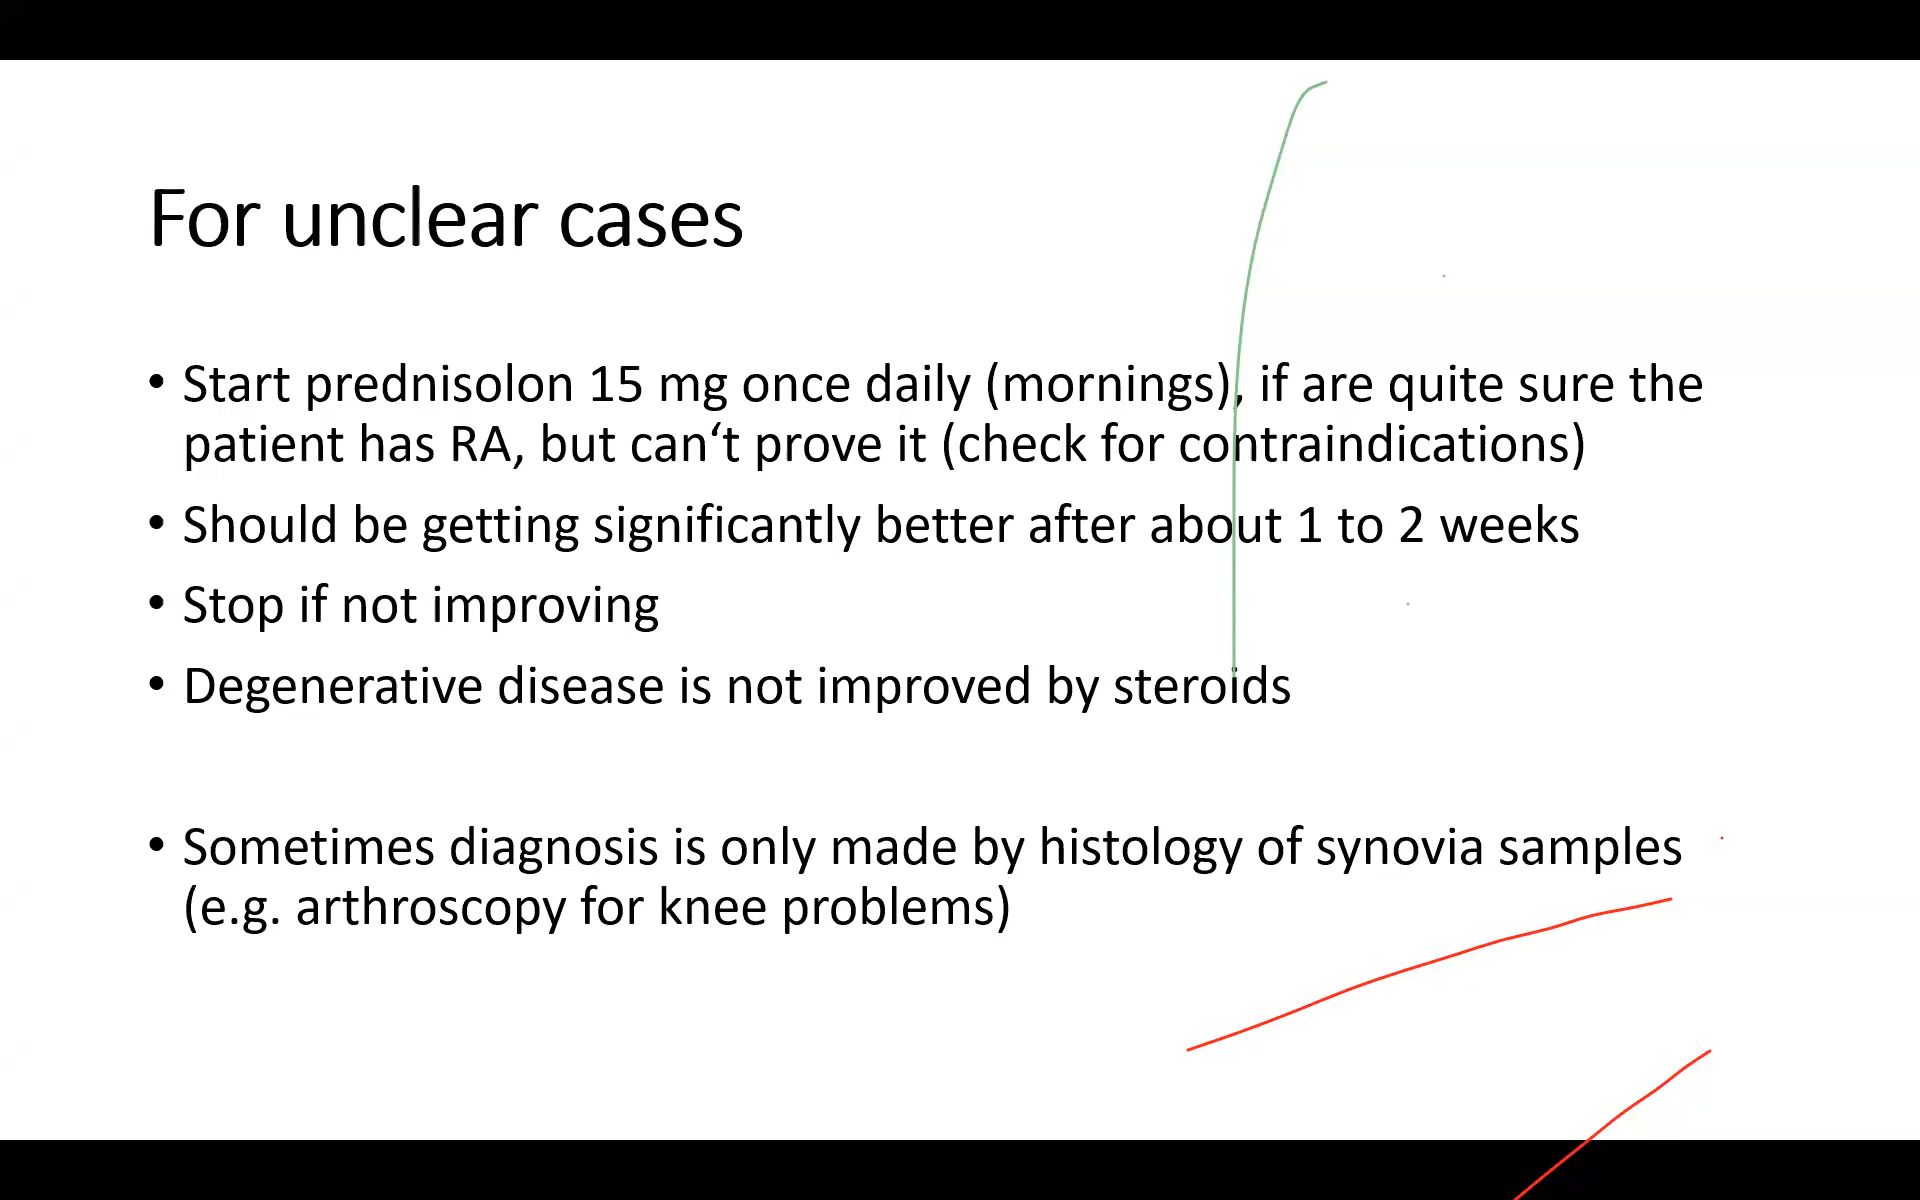 For unclear cases
• Start prednisolon 15 mg once daily (mornings), if are quite sure the
patient has RA, but can‘t prove it (check for contraindications)
• Should be getting significantly better after about 1 to 2 weeks
• Stop if not improving
• Degenerative disease is not improved by steroids
• Sometimes diagnosis is only made by histology of synovia samples
(e.g. arthroscopy for knee problems)